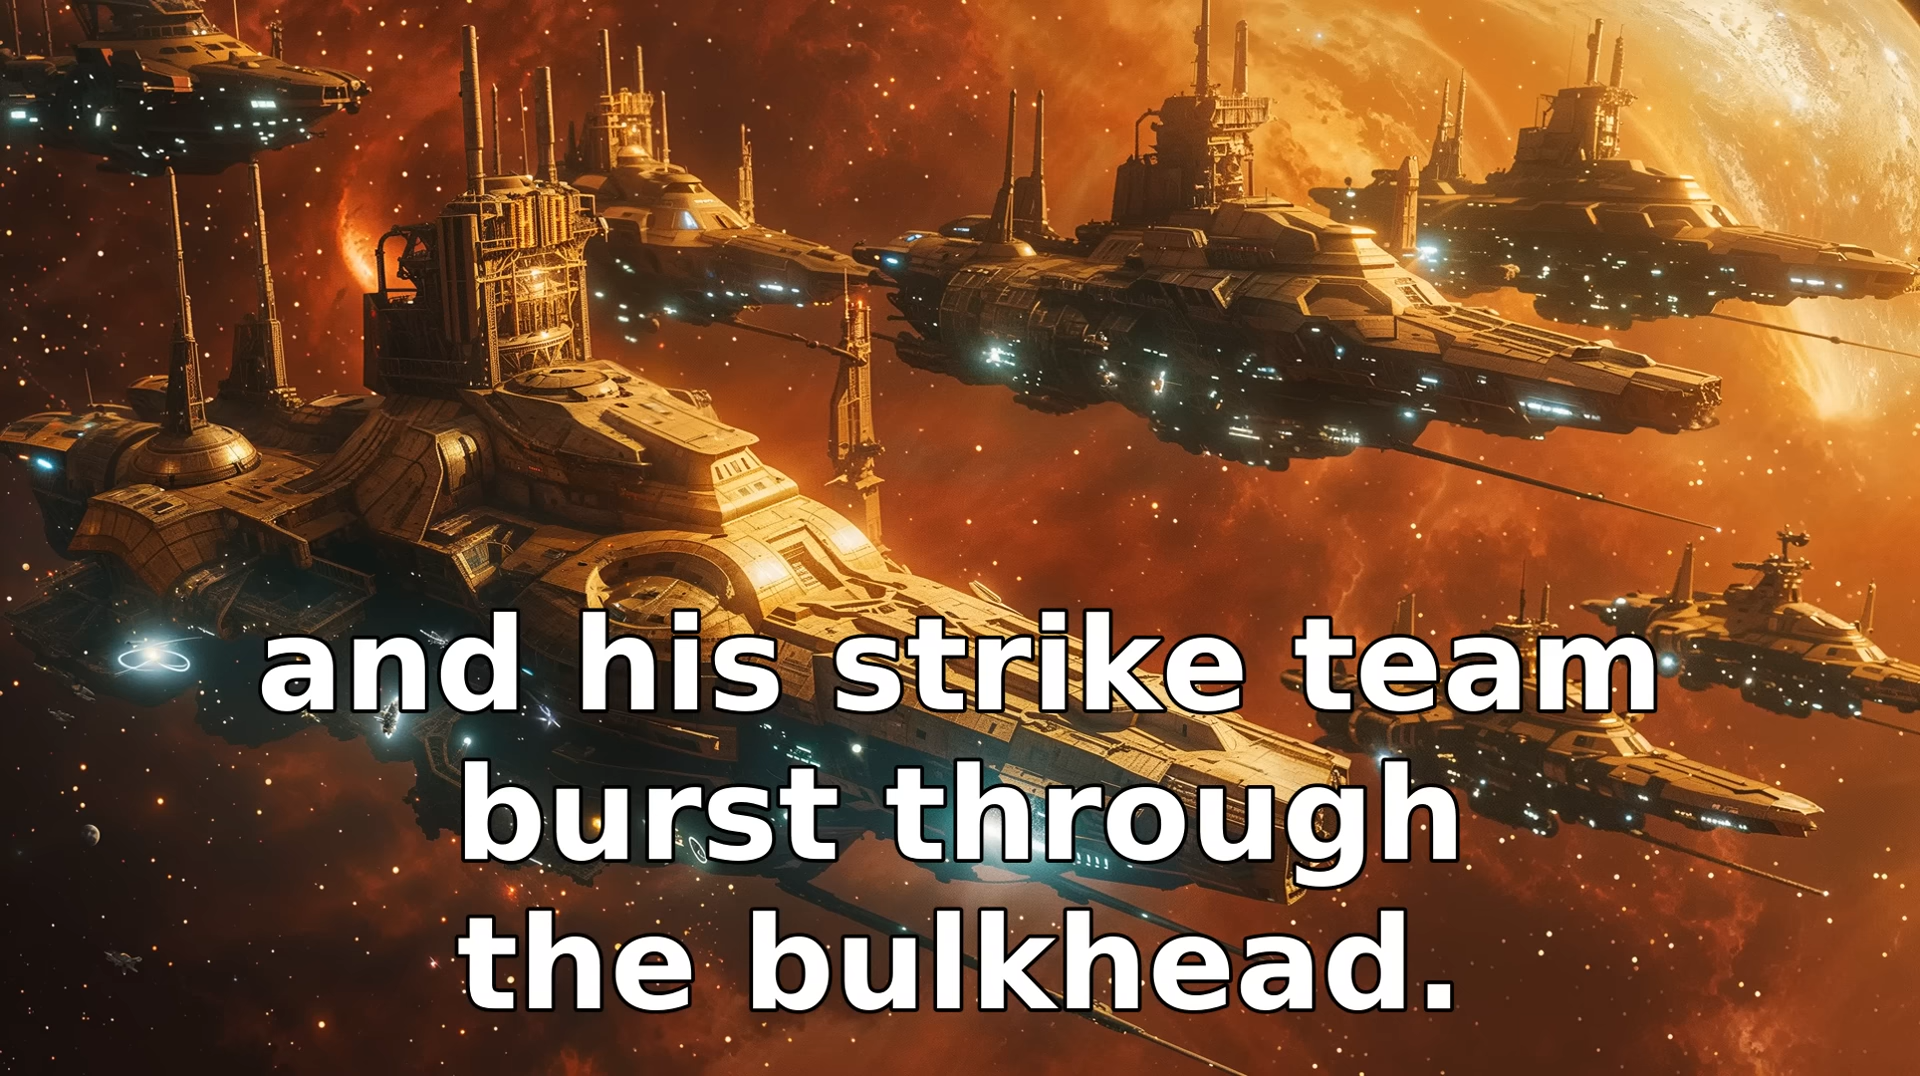 and his strike team
burst through
the bulkhead.